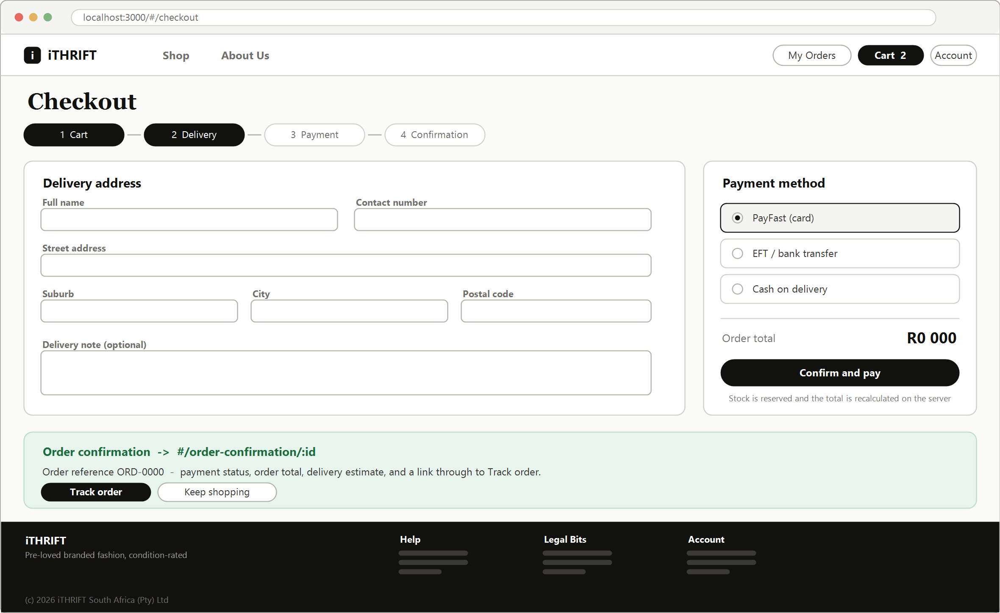 localhost:3000/#/checkout
i iTHRIFT Shop About Us My Orders Cart 2 Account
Checkout
1 Cart 2 Delivery 3 Payment 4 Confirmation
Delivery address
Full name Contact number
Street address
Suburb City Postal code
Delivery note (optional)
Payment method
PayFast (card)
EFT / bank transfer
Cash on delivery
Order total R0 000
Confirm and pay
Stock is reserved and the total is recalculated on the server
Order confirmation -> #/order-confirmation/:id
Order reference ORD-0000 - payment status, order total, delivery estimate, and a link through to Track order.
Track order Keep shopping
iTHRIFT
Pre-loved branded fashion, condition-rated
Help Legal Bits Account
(c) 2026 iTHRIFT South Africa (Pty) Ltd